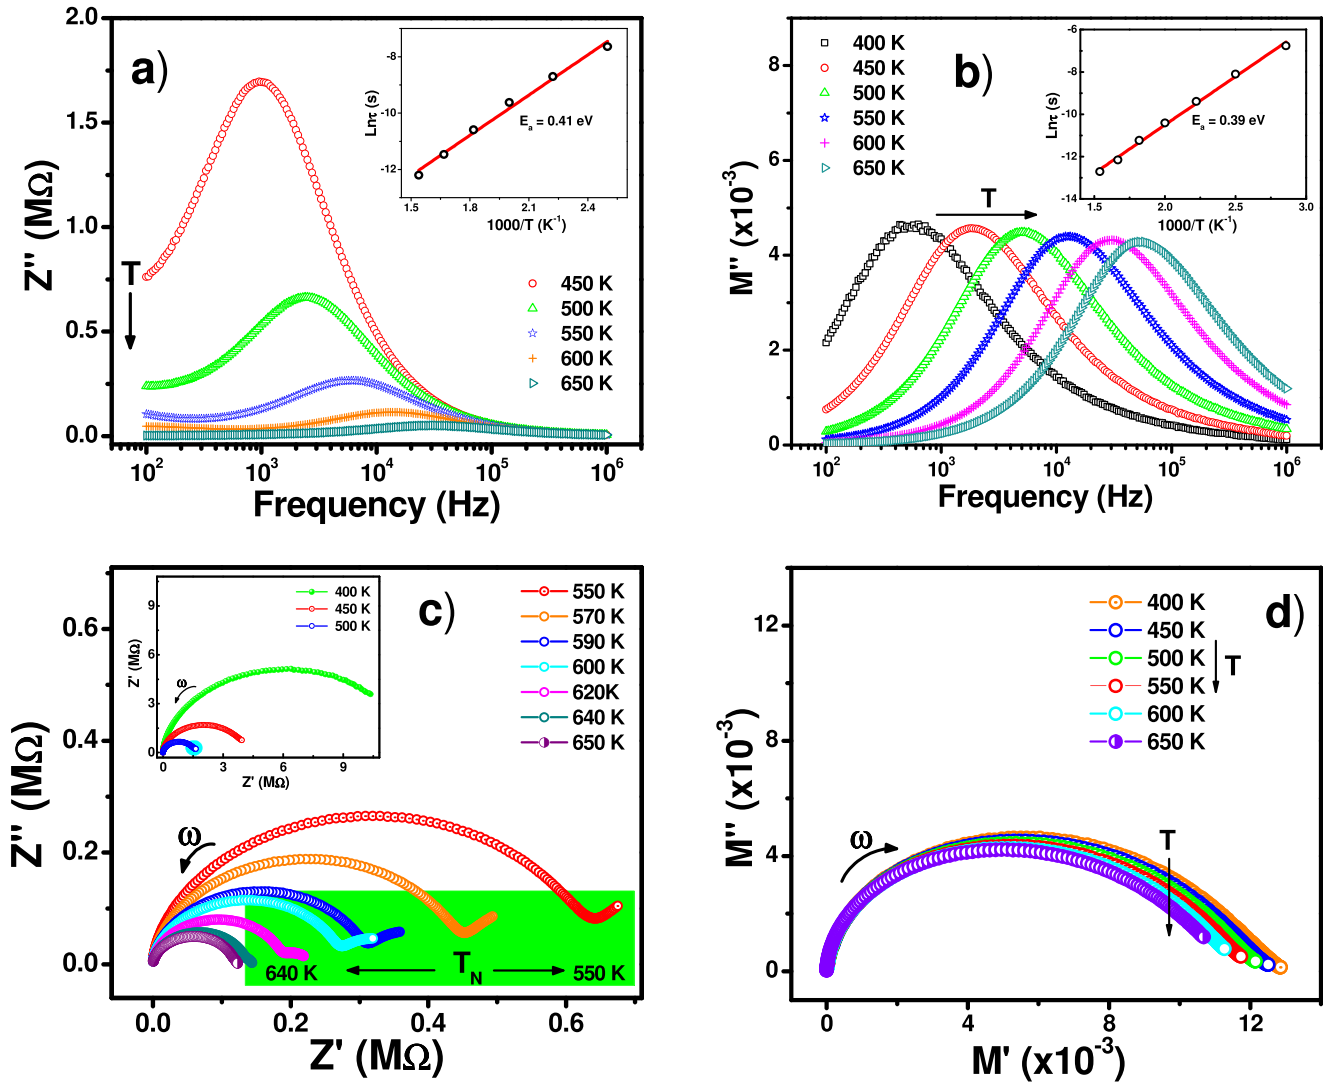 a)
2.0
1.5
1.0
0.5
0.0
Z'' (MΩ)
T
10² 10³ 10⁴ 10⁵ 10⁶
Frequency (Hz)
450 K
500 K
550 K
600 K
650 K
-8
-10
-12
Lnτ (s)
Eₐ = 0.41 eV
1.5 1.8 2.1 2.4
1000/T (K⁻¹)
b)
8
6
4
2
0
M'' (x10⁻³)
400 K
450 K
500 K
550 K
600 K
650 K
T
10² 10³ 10⁴ 10⁵ 10⁶
Frequency (Hz)
-6
-8
-10
-12
-14
Lnτ (s)
Eₐ = 0.39 eV
1.5 2.0 2.5 3.0
1000/T (K⁻¹)
c)
0.6
0.4
0.2
0.0
Z'' (MΩ)
550 K
570 K
590 K
600 K
620K
640 K
650 K
9
6
3
0
Z' (MΩ)
400 K
450 K
500 K
ω
0 3 6 9
Z' (MΩ)
ω
640 K T_N 550 K
0.0 0.2 0.4 0.6
Z' (MΩ)
d)
12
8
4
0
M'' (x10⁻³)
400 K
450 K
500 K
550 K
600 K
650 K
T
ω
T
0 4 8 12
M' (x10⁻³)